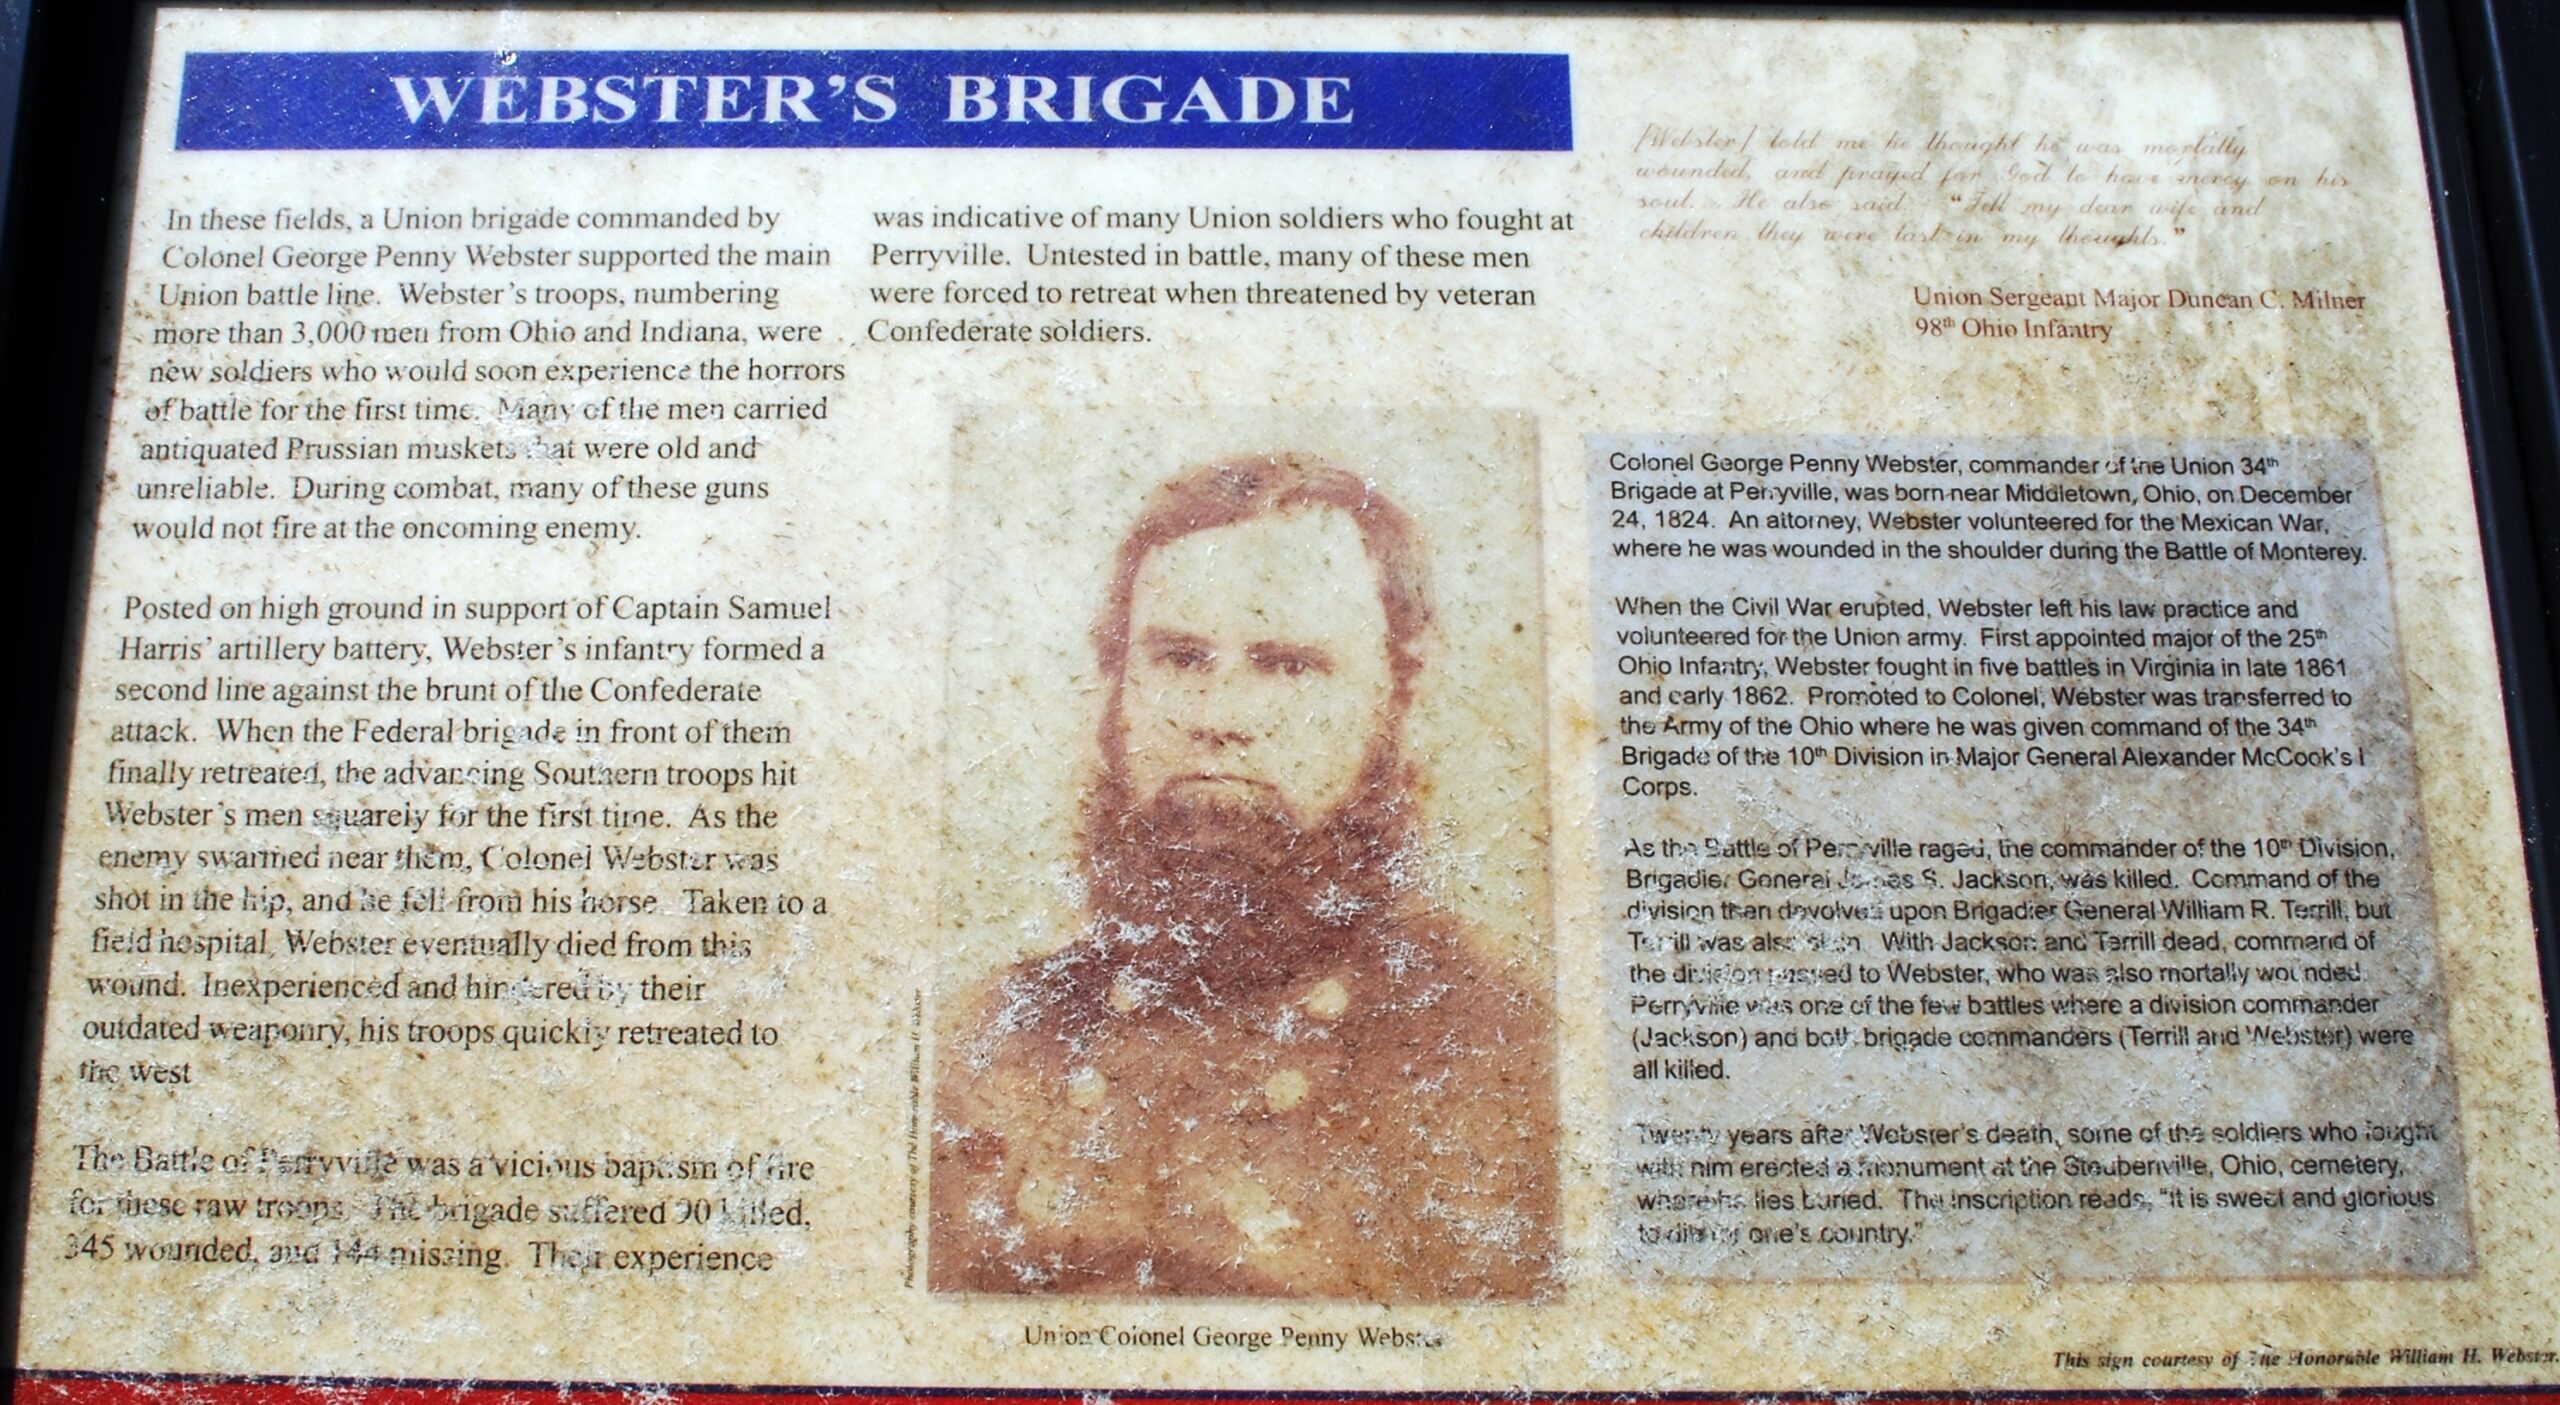 WEBSTER'S BRIGADE
In these fields, a Union brigade commanded by
Colonel George Penny Webster supported the main
Union battle line. Webster's troops, numbering
more than 3,000 men from Ohio and Indiana, were
new soldiers who would soon experience the horrors
of battle for the first time. Many of the men carried
antiquated Prussian muskets that were old and
unreliable. During combat, many of these guns
would not fire at the oncoming enemy.
Posted on high ground in support of Captain Samuel
Harris' artillery battery, Webster's infantry formed a
second line against the brunt of the Confederate
attack. When the Federal brigade in front of them
finally retreated, the advancing Southern troops hit
Webster's men squarely for the first time. As the
enemy swarmed near them, Colonel Webster was
shot in the hip, and he fell from his horse. Taken to a
field hospital, Webster eventually died from this
wound. Inexperienced and hindered by their
outdated weaponry, his troops quickly retreated to
the west
The Battle of Perryville was a vicious baptism of fire
for these raw troops. The brigade suffered 90 killed,
345 wounded, and 144 missing. Their experience
was indicative of many Union soldiers who fought at
Perryville. Untested in battle, many of these men
were forced to retreat when threatened by veteran
Confederate soldiers.
Photography courtesy of The Honorable William H. Webster
Union Colonel George Penny Webster
[Webster] told me he thought he was mortally
wounded, and prayed for God to have mercy on his
soul. He also said, "Tell my dear wife and
children they were last in my thoughts."
Union Sergeant Major Duncan C. Milner
98th Ohio Infantry
Colonel George Penny Webster, commander of the Union 34th
Brigade at Perryville, was born near Middletown, Ohio, on December
24, 1824. An attorney, Webster volunteered for the Mexican War,
where he was wounded in the shoulder during the Battle of Monterey.
When the Civil War erupted, Webster left his law practice and
volunteered for the Union army. First appointed major of the 25th
Ohio Infantry, Webster fought in five battles in Virginia in late 1861
and early 1862. Promoted to Colonel, Webster was transferred to
the Army of the Ohio where he was given command of the 34th
Brigade of the 10th Division in Major General Alexander McCook's I
Corps.
As the Battle of Perryville raged, the commander of the 10th Division,
Brigadier General James S. Jackson, was killed. Command of the
division then devolved upon Brigadier General William R. Terrill, but
Terrill was also slain. With Jackson and Terrill dead, command of
the division passed to Webster, who was also mortally wounded.
Perryville was one of the few battles where a division commander
(Jackson) and both brigade commanders (Terrill and Webster) were
all killed.
Twenty years after Webster's death, some of the soldiers who fought
with him erected a monument at the Steubenville, Ohio, cemetery,
where he lies buried. The inscription reads, "It is sweet and glorious
to die for one's country."
This sign courtesy of The Honorable William H. Webster.